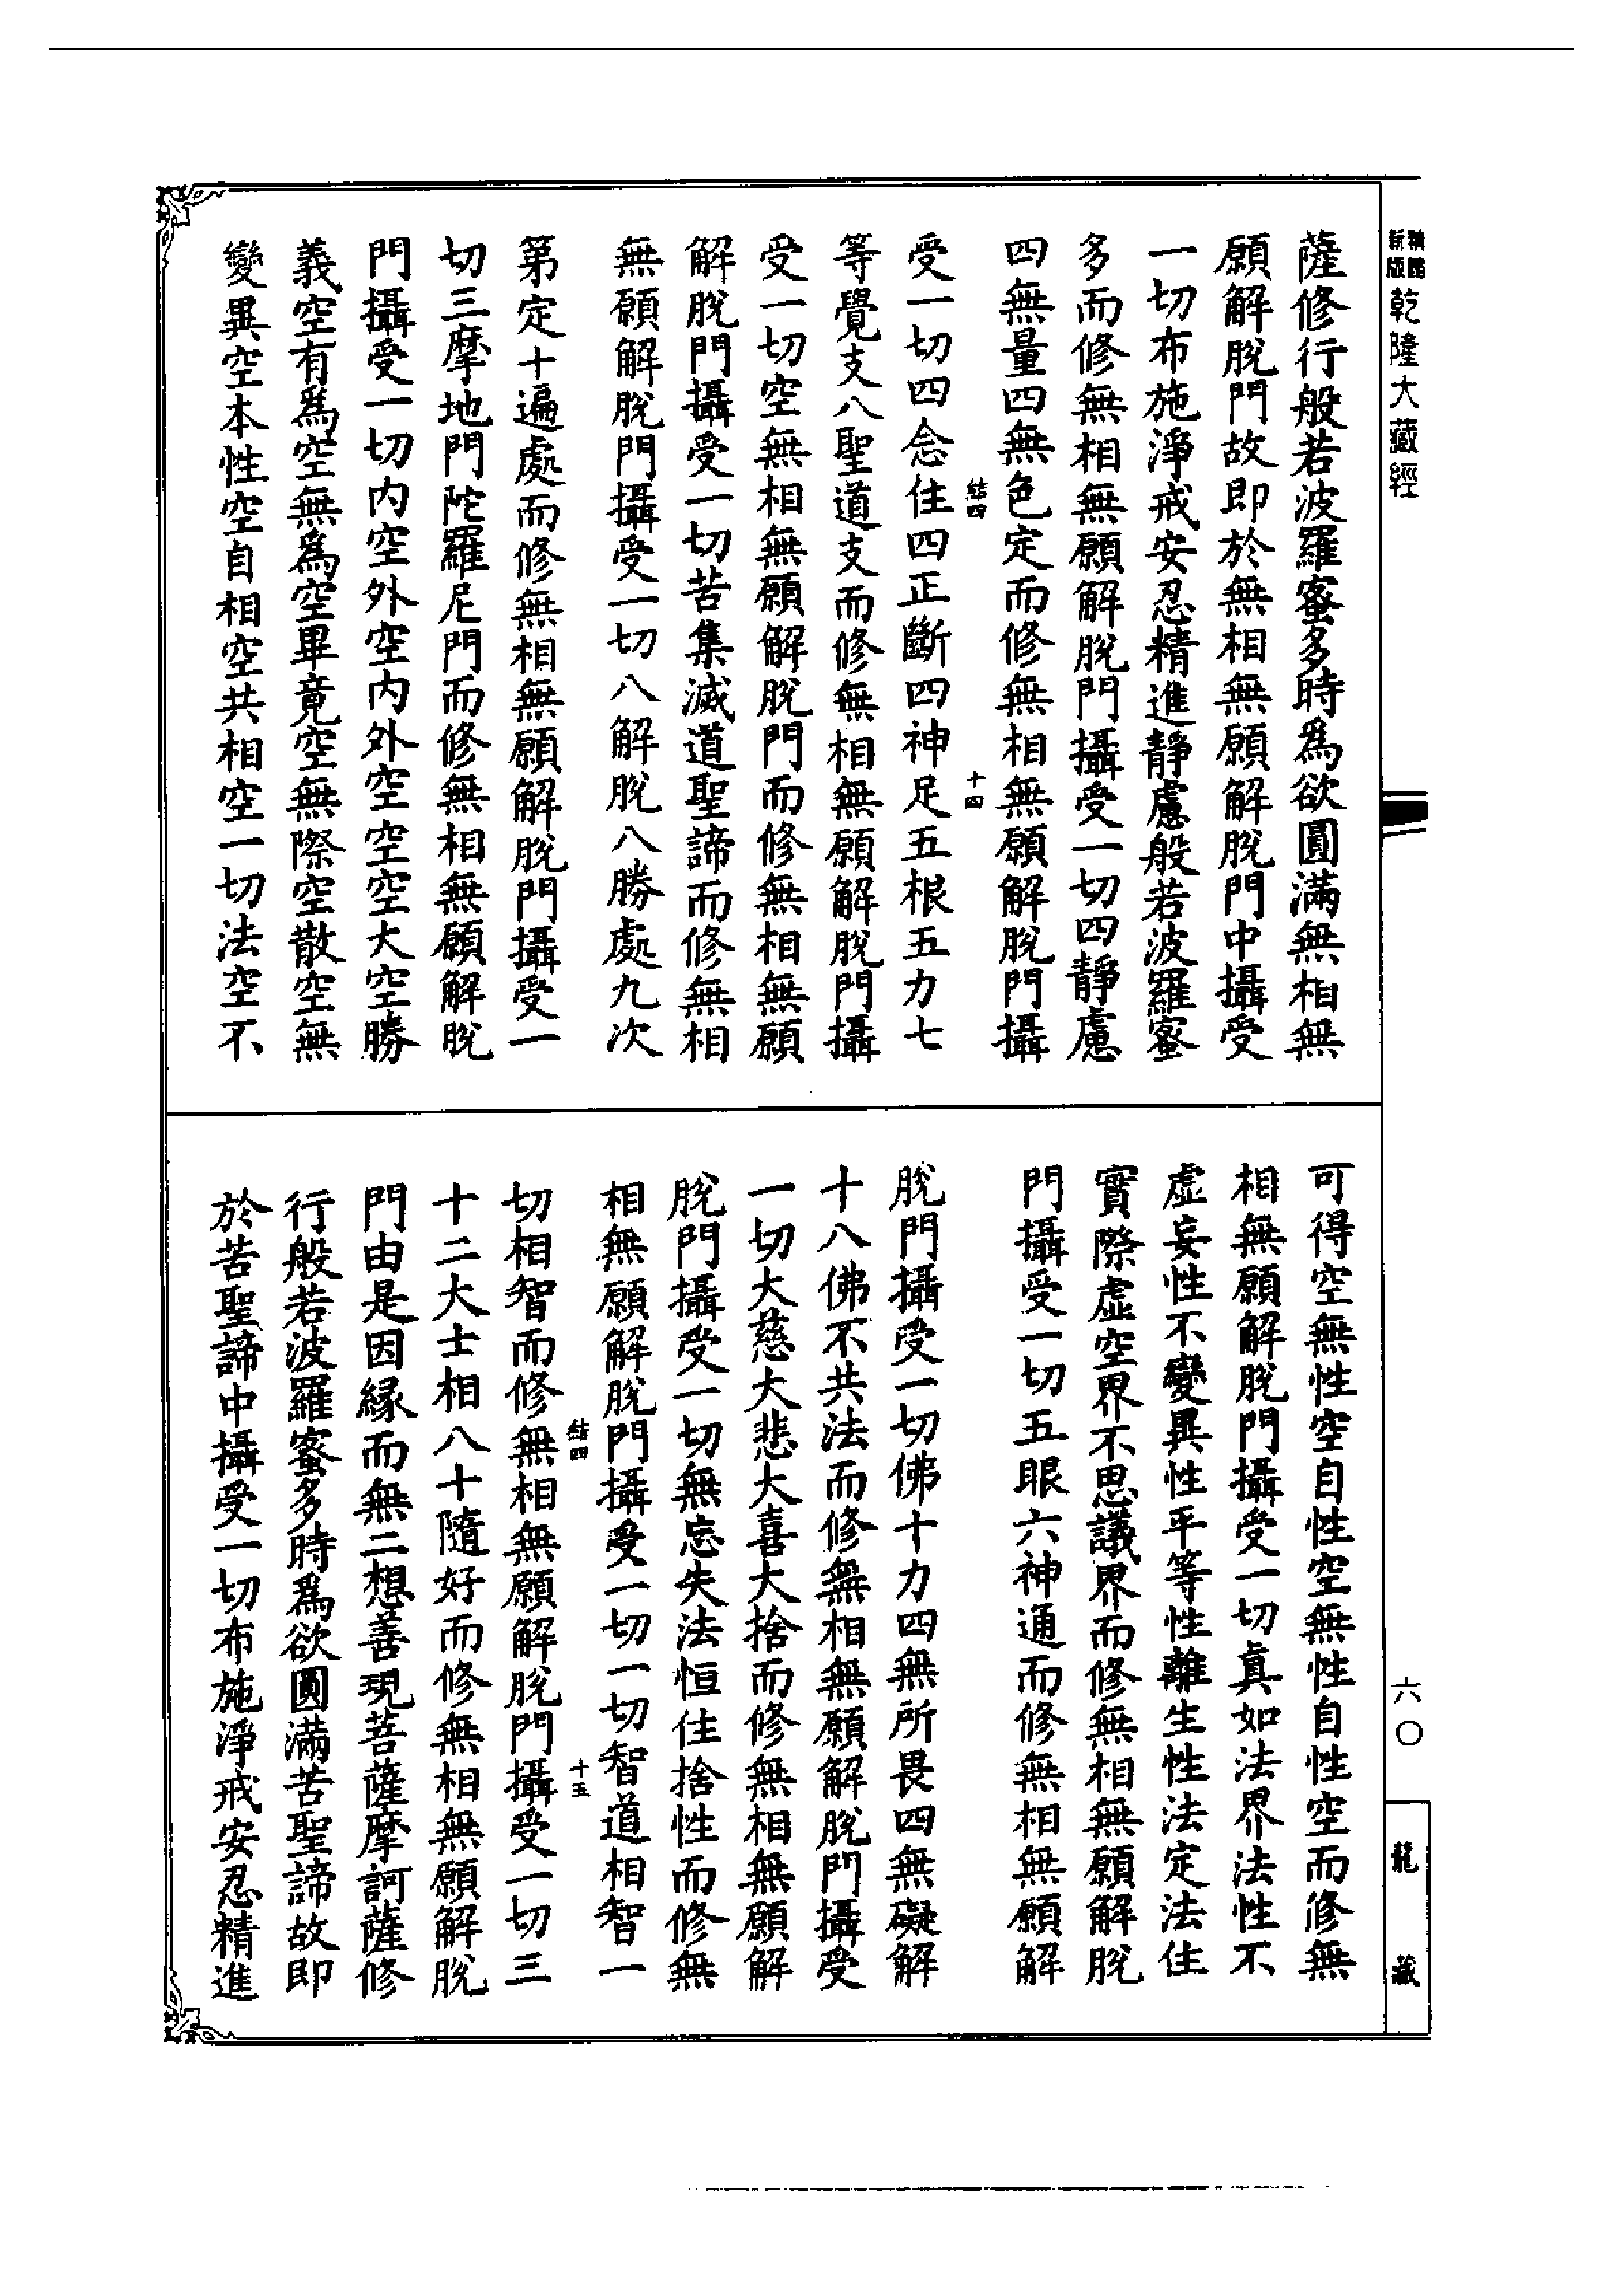 新版
乾隆大藏經
薩修行般若波羅蜜多時為欲圓滿無相無
願解脫門故即於無相無願解脫門中攝受
一切布施淨戒安忍精進靜慮般若波羅蜜
多而修無相無願解脫門攝受一切四靜慮
四無量四無色定而修無相無願解脫門攝
結四
十四
受一切四念住四正斷四神足五根五力七
等覺支八聖道支而修無相無願解脫門攝
受一切空無相無願解脫門而修無相無願
解脫門攝受一切苦集滅道聖諦而修無相
無願解脫門攝受一切八解脫八勝處九次
第定十遍處而修無相無願解脫門攝受一
切三摩地門陀羅尼門而修無相無願解脫
門攝受一切內空外空內外空空空大空勝
義空有為空無為空畢竟空無際空散空無
變異空本性空自相空共相空一切法空不
可得空無性空自性空無性自性空而修無
相無願解脫門攝受一切真如法界法性不
虛妄性不變異性平等性離生性法定法住
實際虛空界不思議界而修無相無願解脫
門攝受一切五眼六神通而修無相無願解
脫門攝受一切佛十力四無所畏四無礙解
十八佛不共法而修無相無願解脫門攝受
一切大慈大悲大喜大捨而修無相無願解
脫門攝受一切無忘失法恒住捨性而修無
相無願解脫門攝受一切一切智道相智一
結四
十五
切相智而修無相無願解脫門攝受一切三
十二大士相八十隨好而修無相無願解脫
門由是因緣而無二想善現菩薩摩訶薩修
行般若波羅蜜多時為欲圓滿苦聖諦故即
於苦聖諦中攝受一切布施淨戒安忍精進
六〇
龍藏